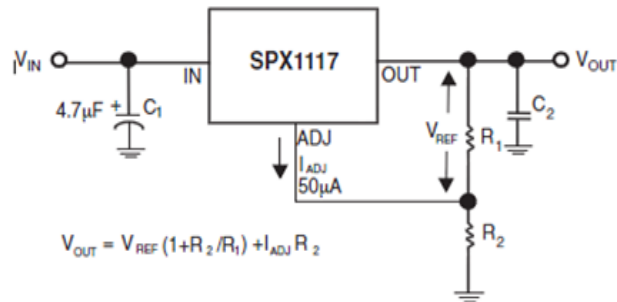 VIN
IN
SPX1117
OUT
VOUT
4.7µF +
C1
ADJ
IADJ
50µA
VREF
R1
C2
R2
VOUT = VREF (1+R2/R1) +IADJ R2